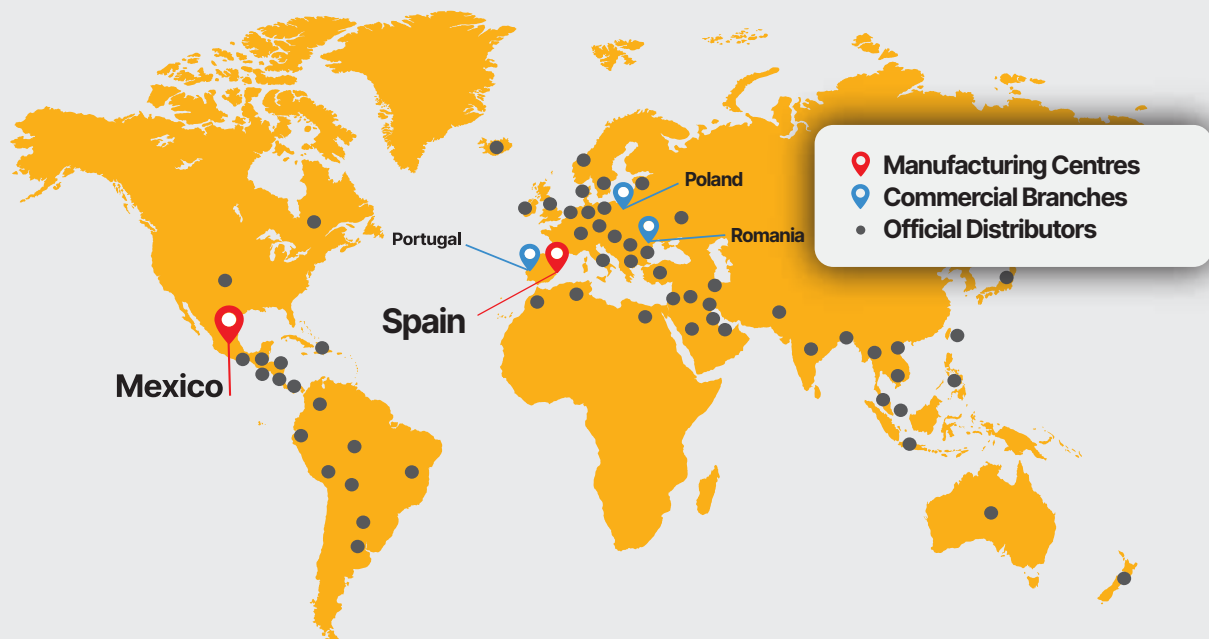 Manufacturing Centres
Commercial Branches
Official Distributors
Poland
Portugal
Romania
Spain
Mexico